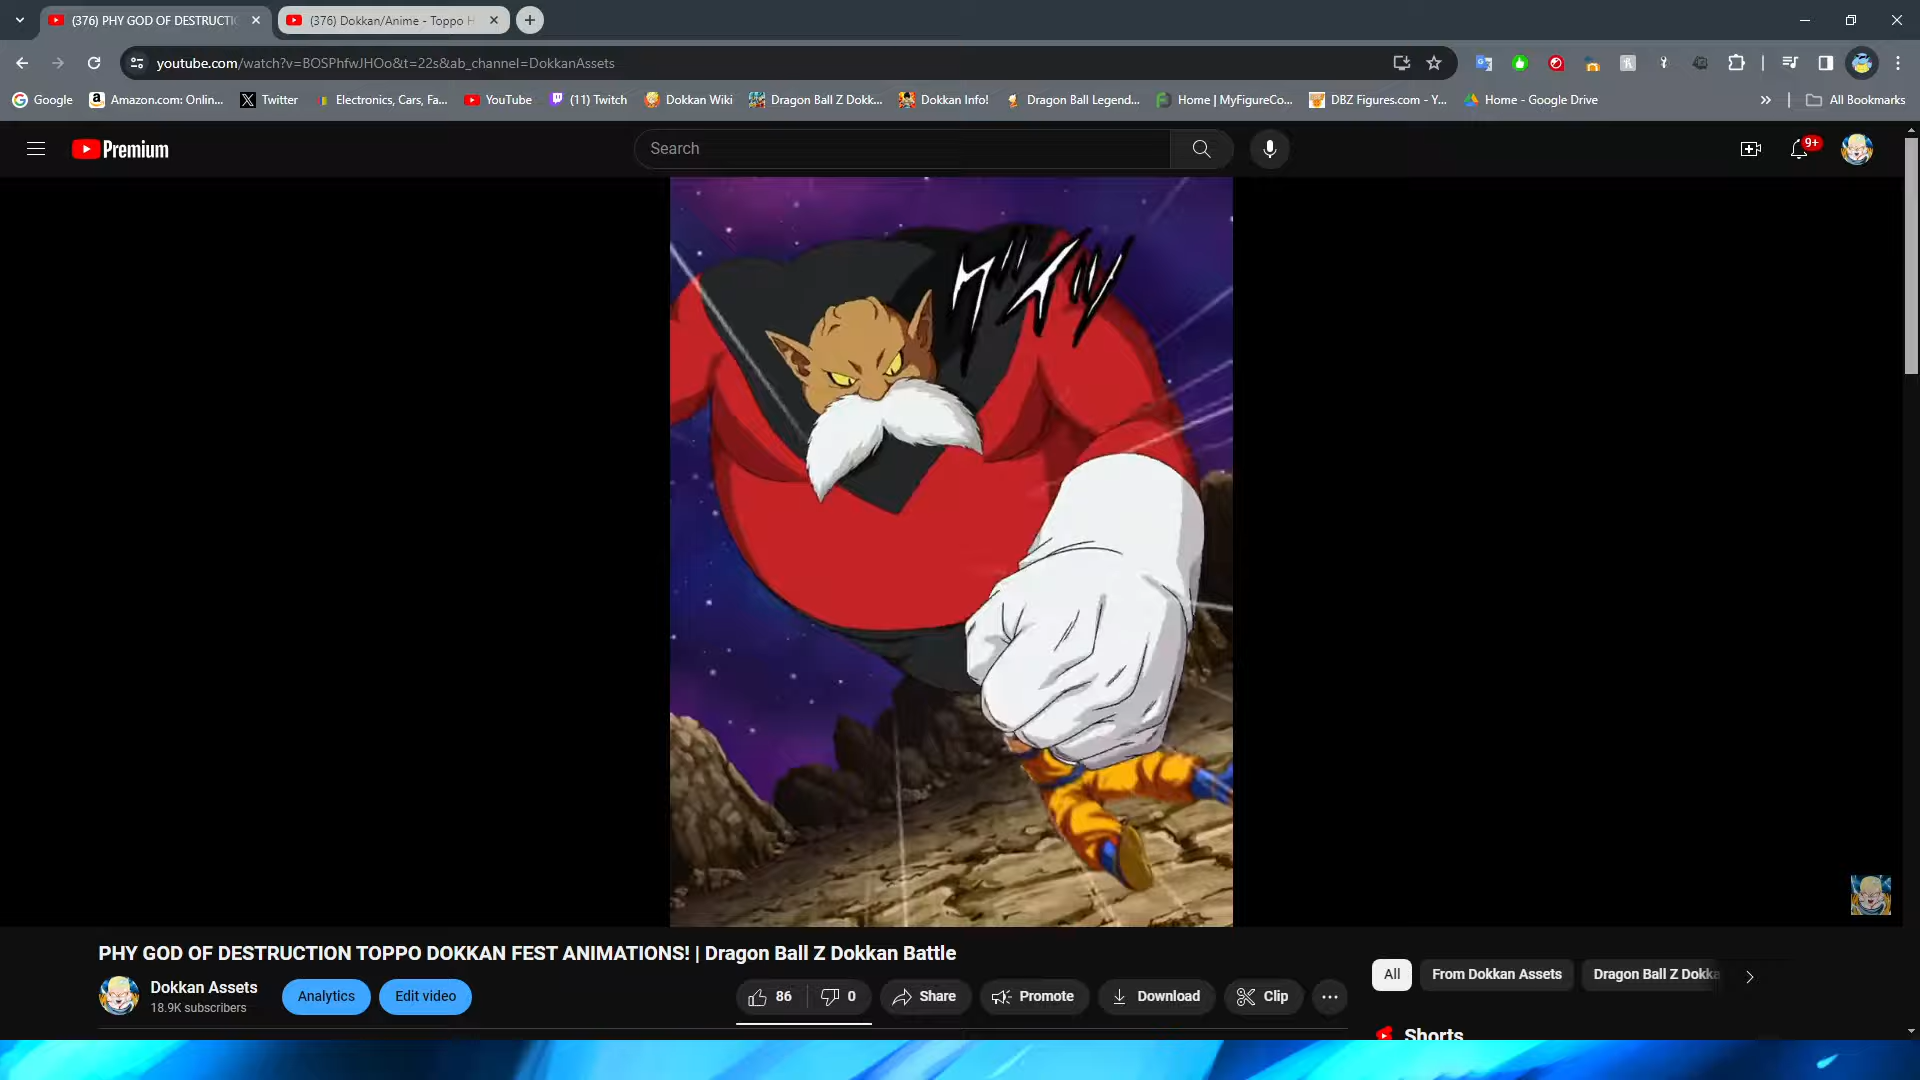 (376) PHY GOD OF DESTRUCTI
(376) Dokkan/Anime - Toppo H
youtube.com/watch?v=BOSPhfwJHOo&t=22s&ab_channel=DokkanAssets
Google
Amazon.com: Onlin...
Twitter
Electronics, Cars, Fa...
YouTube
(11) Twitch
Dokkan Wiki
Dragon Ball Z Dokk...
Dokkan Info!
Dragon Ball Legend...
Home | MyFigureCo...
DBZ Figures.com - Y...
Home - Google Drive
All Bookmarks
Premium
Search
9+
グイッ
PHY GOD OF DESTRUCTION TOPPO DOKKAN FEST ANIMATIONS! | Dragon Ball Z Dokkan Battle
Dokkan Assets
18.9K subscribers
Analytics
Edit video
86
0
Share
Promote
Download
Clip
All
From Dokkan Assets
Dragon Ball Z Dokka
Shorts